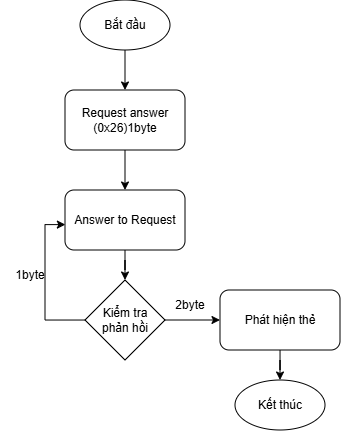 Bắt đầu
Request answer
(0x26)1byte
Answer to Request
1byte
Kiểm tra
phản hồi
2byte
Phát hiện thẻ
Kết thúc